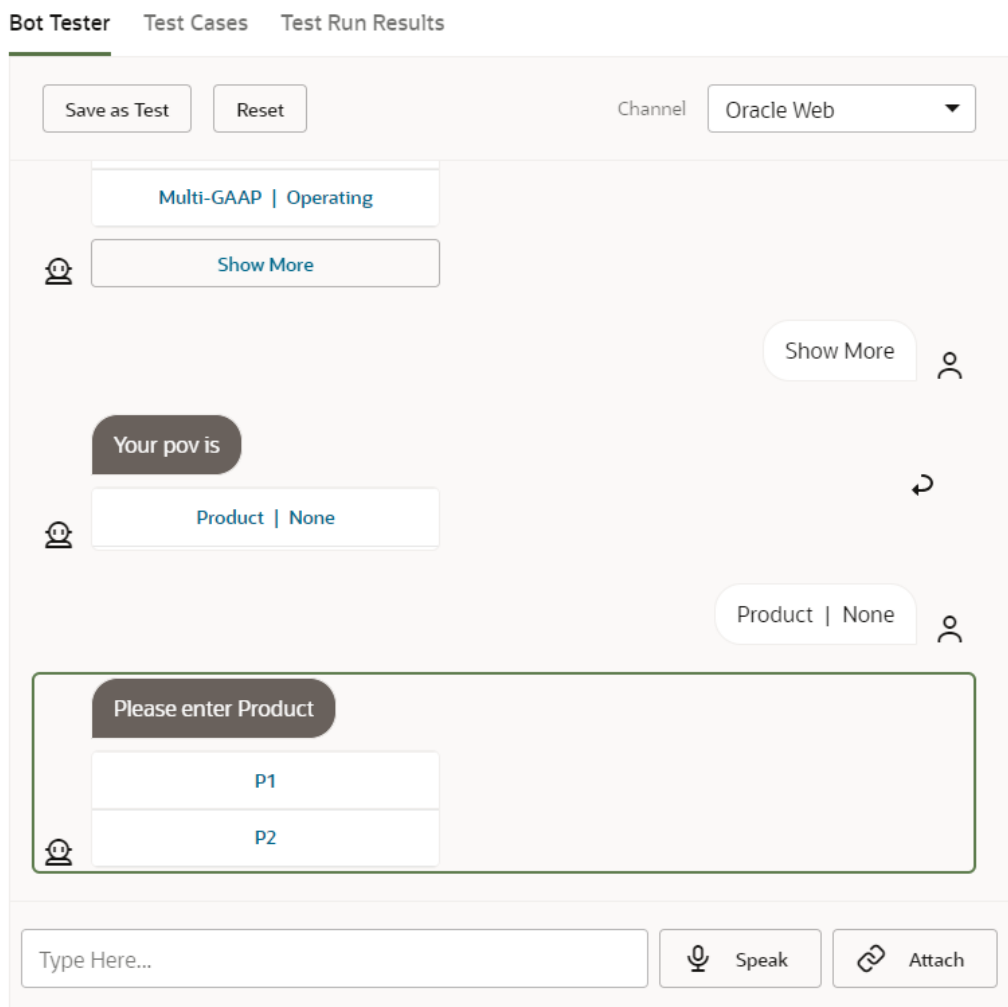 Bot Tester Test Cases Test Run Results
Save as Test Reset Channel Oracle Web
Multi-GAAP | Operating
Show More
Show More
Your pov is
Product | None
Product | None
Please enter Product
P1
P2
Type Here... Speak Attach